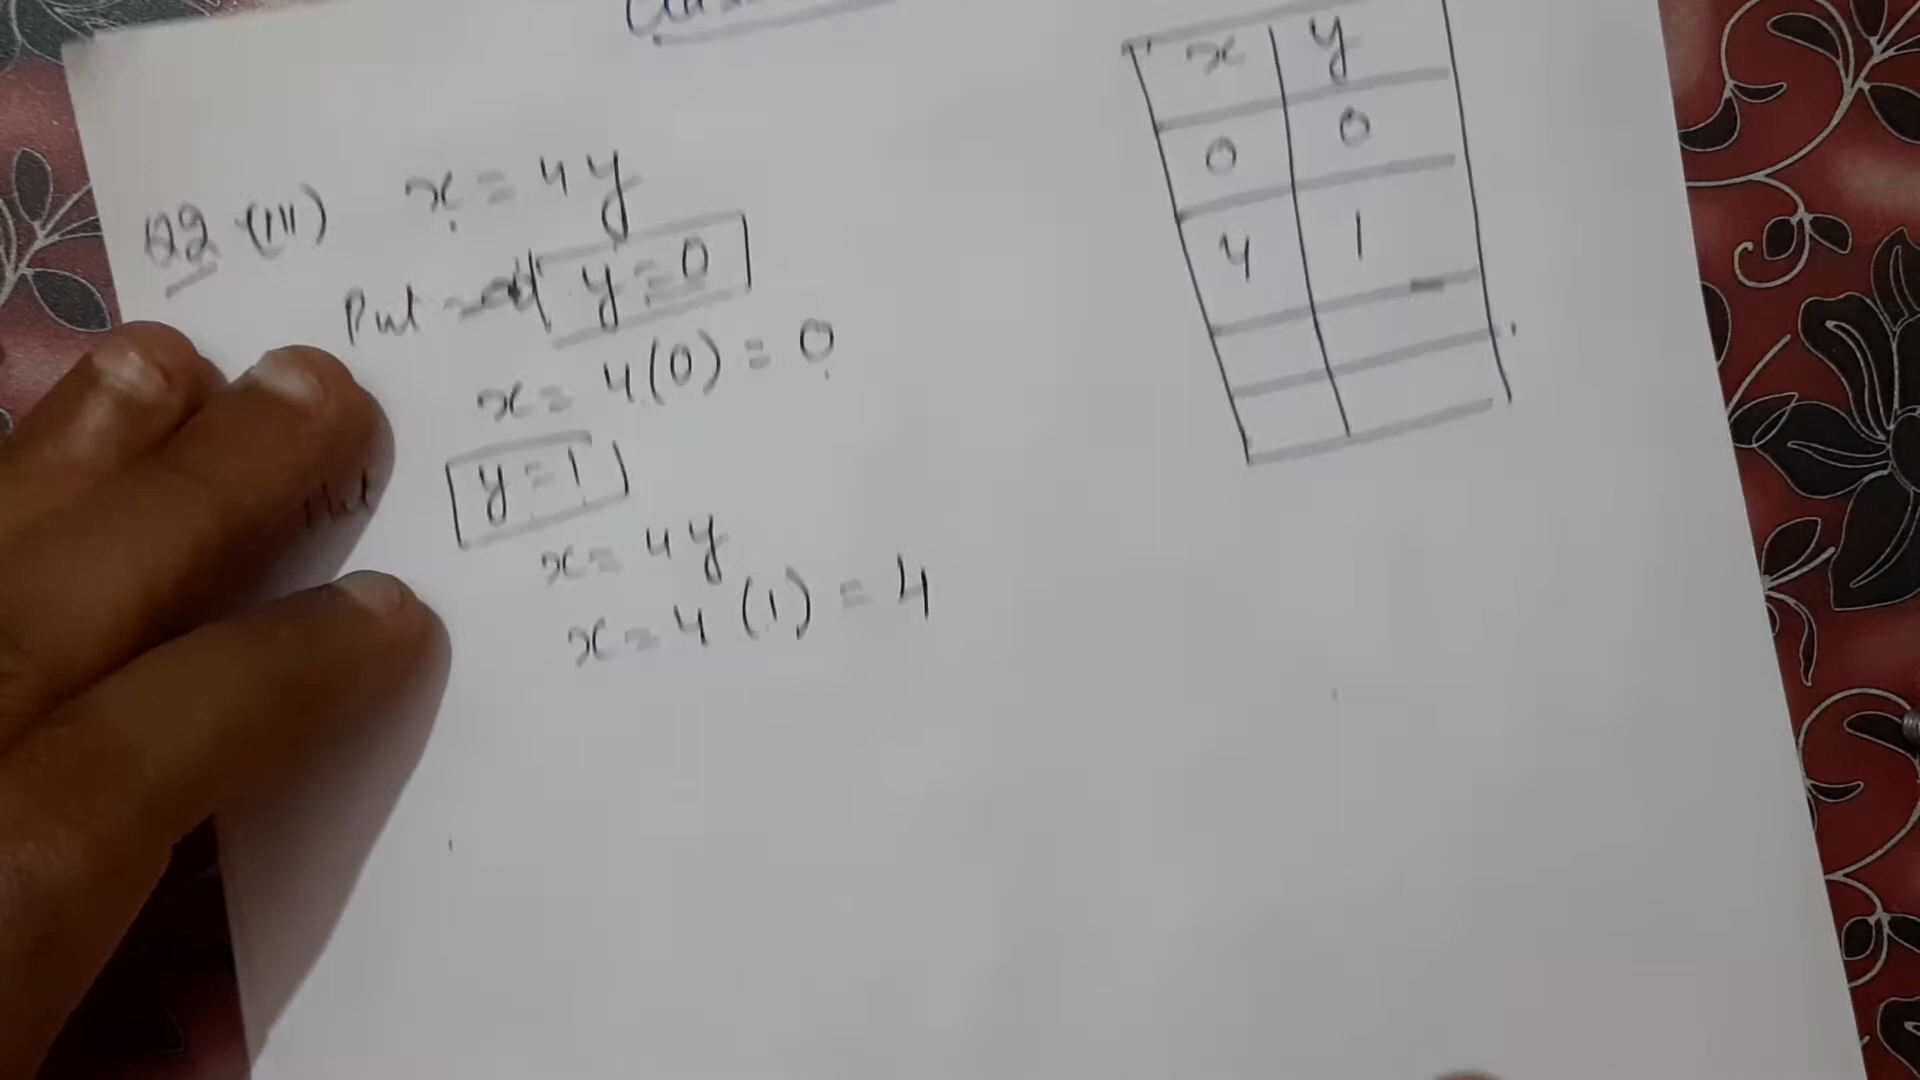 Q2 (III) x = 4y
Put y = 0
x = 4(0) = 0
y = 1
x = 4y
x = 4(1) = 4
x y
0 0
4 1